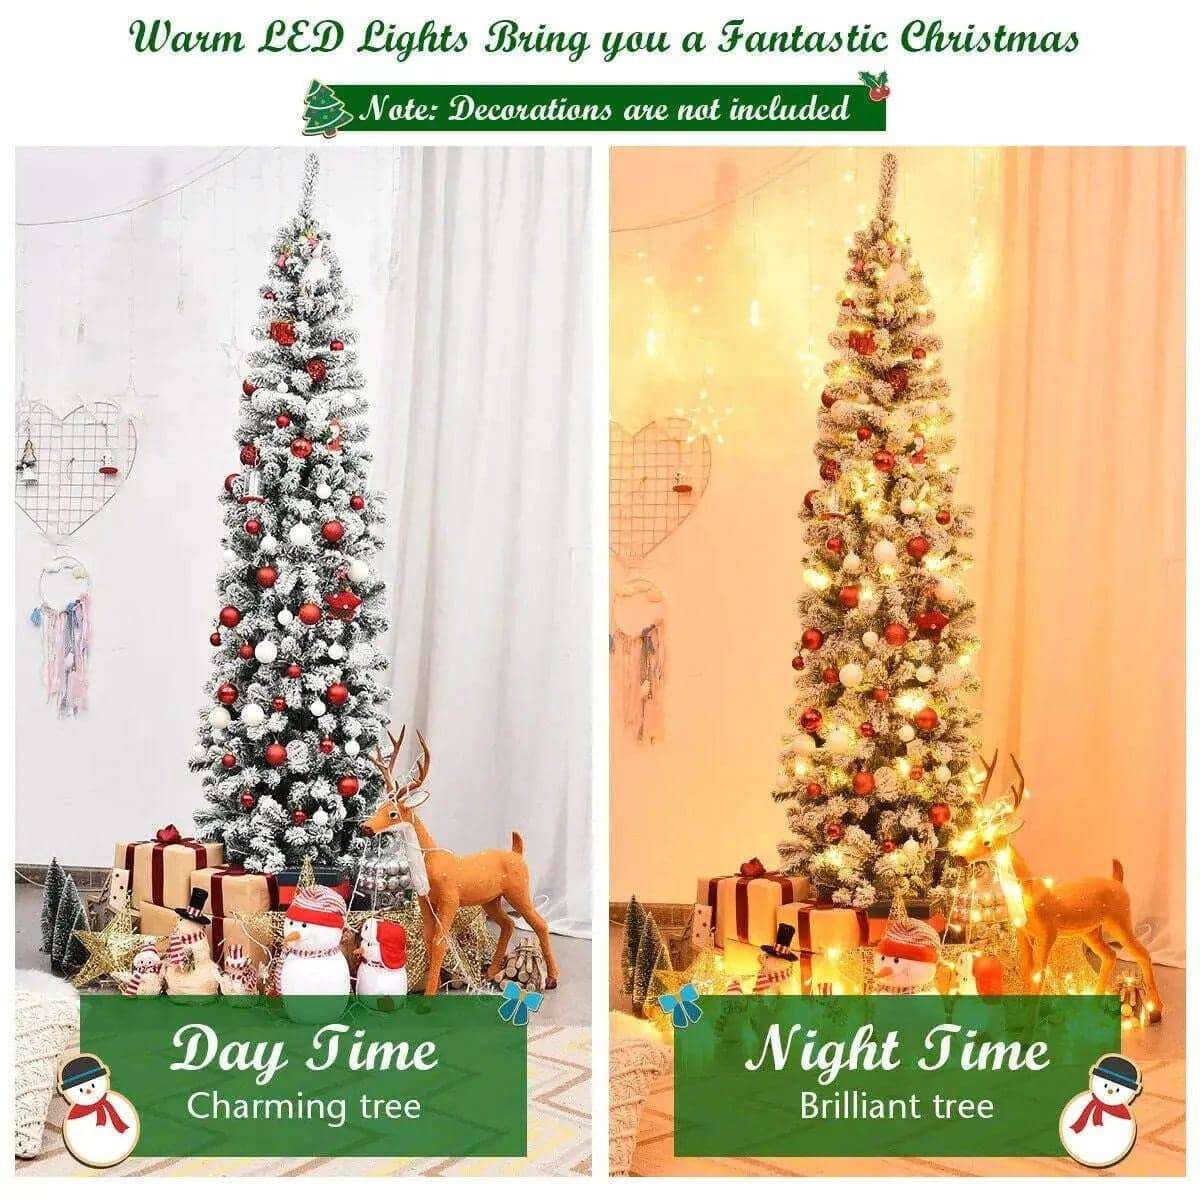 Warm LED Lights Bring you a Fantastic Christmas
Note: Decorations are not included
Day Time
Charming tree
Night Time
Brilliant tree